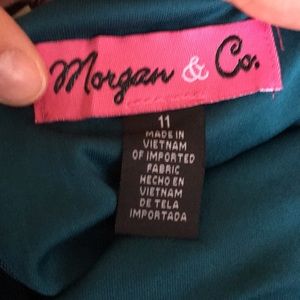 Morgan & Co.
11
MADE IN
VIETNAM
OF IMPORTED
FABRIC
HECHO EN
VIETNAM
DE TELA
IMPORTADA